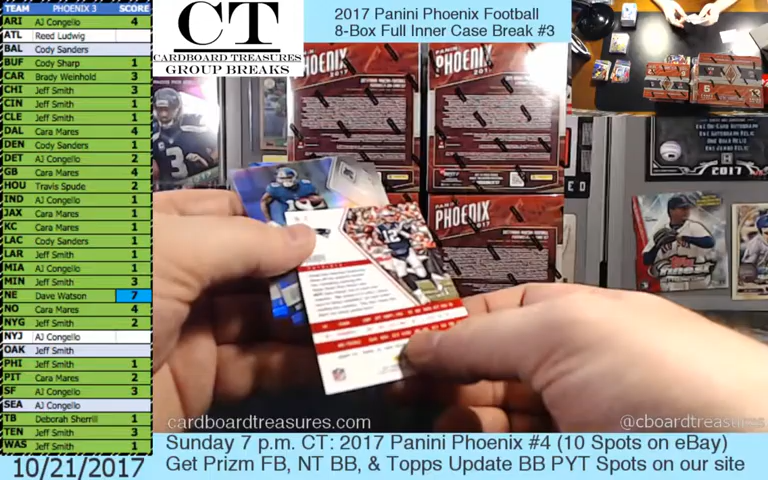 TEAM PHOENIX 3 SCORE
ARI AJ Congello 4
ATL Reed Ludwig
BAL Cody Sanders
BUF Cody Sharp 1
CAR Brady Weinhold 3
CHI Jeff Smith 3
CIN Jeff Smith 1
CLE Jeff Smith 1
DAL Cara Mares 4
DEN Cody Sanders 1
DET AJ Congello 2
GB Cara Mares 4
HOU Travis Spude 2
IND AJ Congello 1
JAX Cara Mares 1
KC Cara Mares 1
LAC Cody Sanders 1
LAR Jeff Smith 1
MIA AJ Congello 1
MIN Jeff Smith 3
NE Dave Watson 7
NO Cara Mares 4
NYG Jeff Smith 2
NYJ AJ Congello
OAK Jeff Smith
PHI Jeff Smith 1
PIT Cara Mares 2
SF AJ Congello 3
SEA AJ Congello
TB Deborah Sherrill 1
TEN Jeff Smith 3
WAS Jeff Smith 1
10/21/2017
CT
CARDBOARD TREASURES
GROUP BREAKS
2017 Panini Phoenix Football
8-Box Full Inner Case Break #3
PHOENIX
2017
PHOENIX
2017
PHOENIX
2017
ED
TOPPS
cardboardtreasures.com
@cboardtreasures
Sunday 7 p.m. CT: 2017 Panini Phoenix #4 (10 Spots on eBay)
Get Prizm FB, NT BB, & Topps Update BB PYT Spots on our site